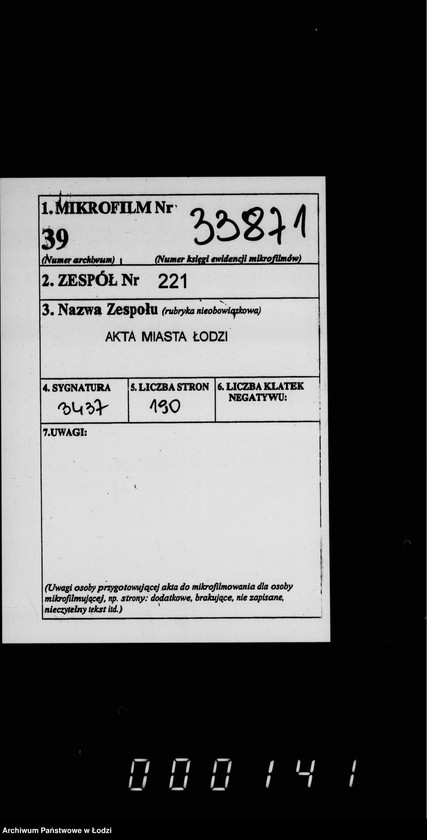 1. MIKROFILM Nr 33871
39
(Numer archiwum) (Numer księgi ewidencji mikrofilmów)
2. ZESPÓŁ Nr 221
3. Nazwa Zespołu (rubryka nieobowiązkowa)
AKTA MIASTA ŁODZI
4. SYGNATURA 5. LICZBA STRON 6. LICZBA KLATEK NEGATYWU:
3437 190
7.UWAGI:
(Uwagi osoby przygotowującej akta do mikrofilmowania dla osoby
mikrofilmującej, np. strony: dodatkowe, brakujące, nie zapisane,
nieczytelny tekst itd.)
000141
Archiwum Państwowe w Łodzi